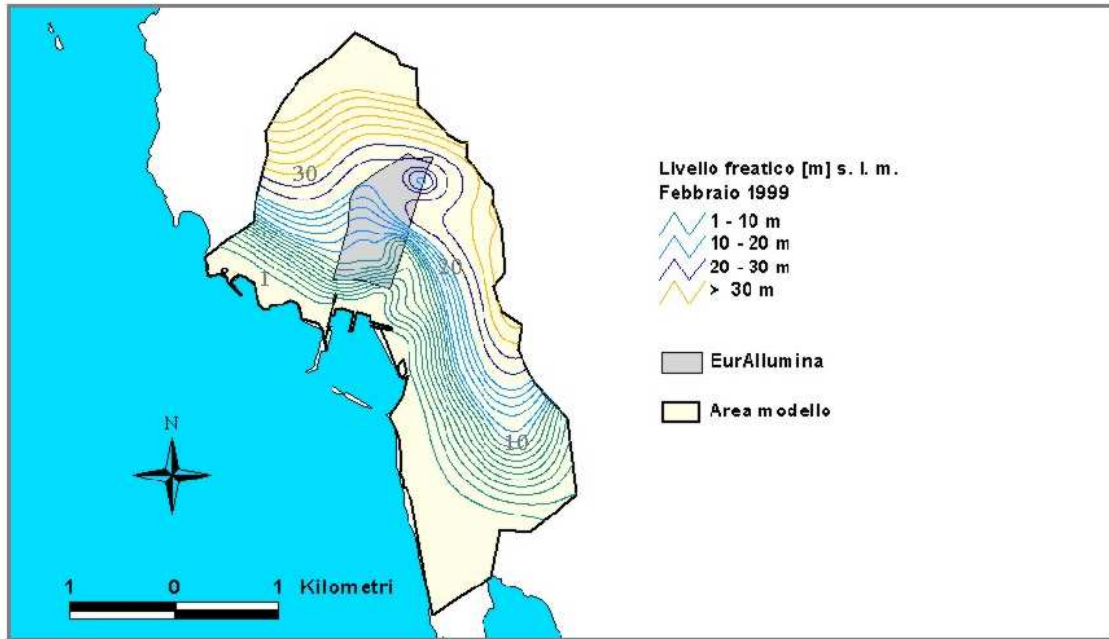 30
20
1
10
N
1 0 1 Kilometri
Livello freatico [m] s. l. m.
Febbraio 1999
1 - 10 m
10 - 20 m
20 - 30 m
> 30 m
EurAllumina
Area modello